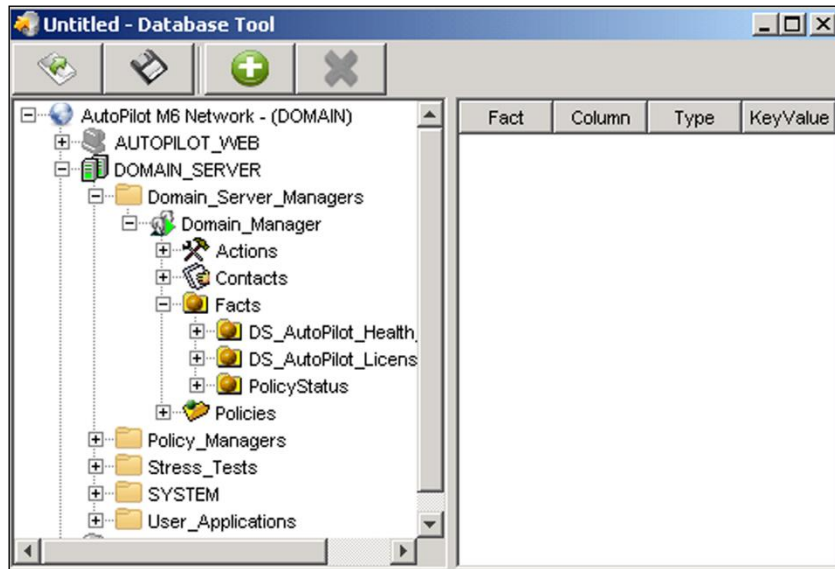 Untitled - Database Tool
AutoPilot M6 Network - (DOMAIN)
AUTOPILOT_WEB
DOMAIN_SERVER
Domain_Server_Managers
Domain_Manager
Actions
Contacts
Facts
DS_AutoPilot_Health_
DS_AutoPilot_Licens
PolicyStatus
Policies
Policy_Managers
Stress_Tests
SYSTEM
User_Applications
Fact Column Type KeyValue